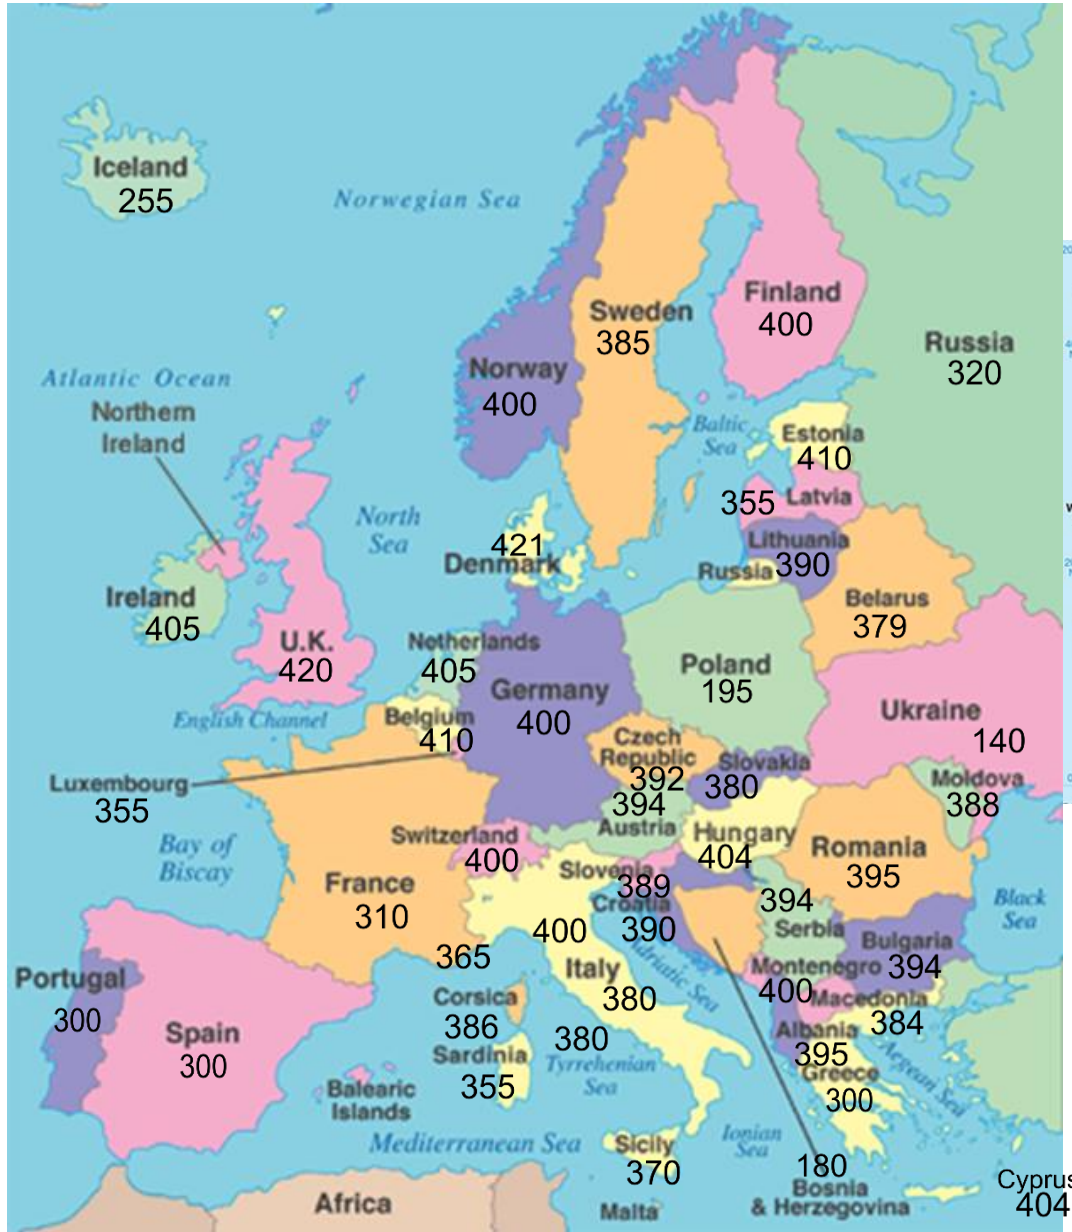 Iceland
255
Norwegian Sea
Finland
400
Sweden
385
Russia
320
Norway
400
Atlantic Ocean
Northern
Ireland
Baltic
Sea
Estonia
410
355 Latvia
North
Sea
421
Denmark
Lithuania
390
Russia
Ireland
405
Belarus
379
U.K.
420
Netherlands
405
Poland
195
Germany
400
Ukraine
140
English Channel
Belgium
410
Czech
Republic
392
Slovakia
380
Luxembourg
355
Moldova
388
394
Austria
Switzerland
400
Hungary
404
Bay of
Biscay
Romania
395
Slovenia
389
France
310
Croatia
390
394
Serbia
Black
Sea
400
365
Italy
380
Adriatic Sea
Bulgaria
394
Portugal
300
Montenegro
400
Macedonia
384
Corsica
386
380
Spain
300
Albania
395
Sardinia
355
Tyrrehenian
Sea
Greece
300
Aegean Sea
Balearic
Islands
Mediterranean Sea
Sicily
370
Ionian
Sea
180
Bosnia
& Herzegovina
Cyprus
404
Africa
Malta